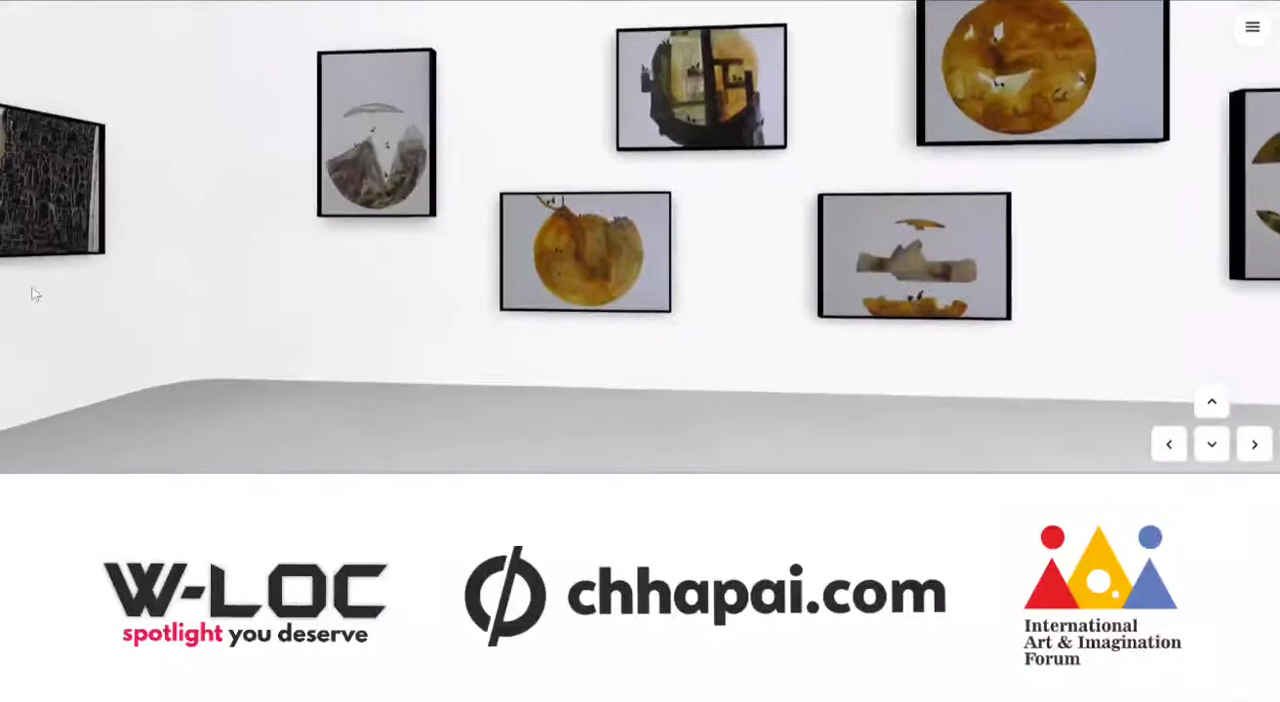 W-LOC
spotlight you deserve
chhapai.com
International
Art & Imagination
Forum